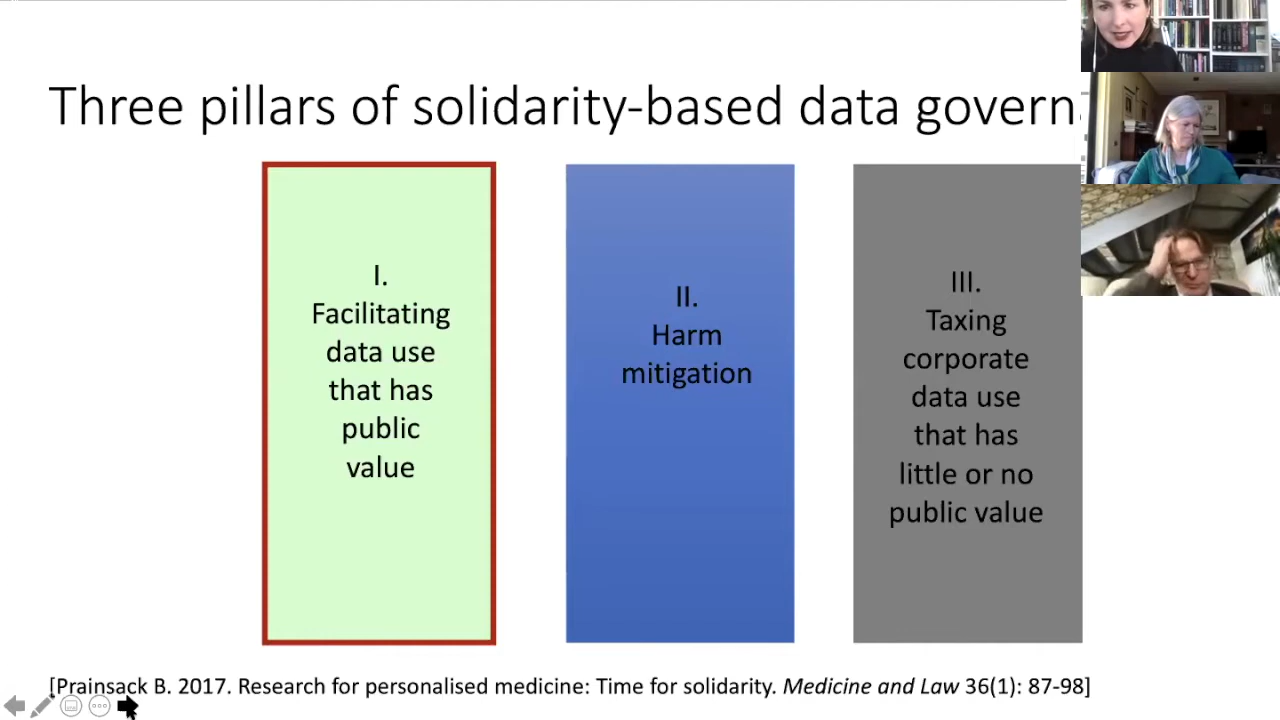 Three pillars of solidarity-based data govern
I.
Facilitating
data use
that has
public
value
II.
Harm
mitigation
III.
Taxing
corporate
data use
that has
little or no
public value
[Prainsack B. 2017. Research for personalised medicine: Time for solidarity. Medicine and Law 36(1): 87-98]